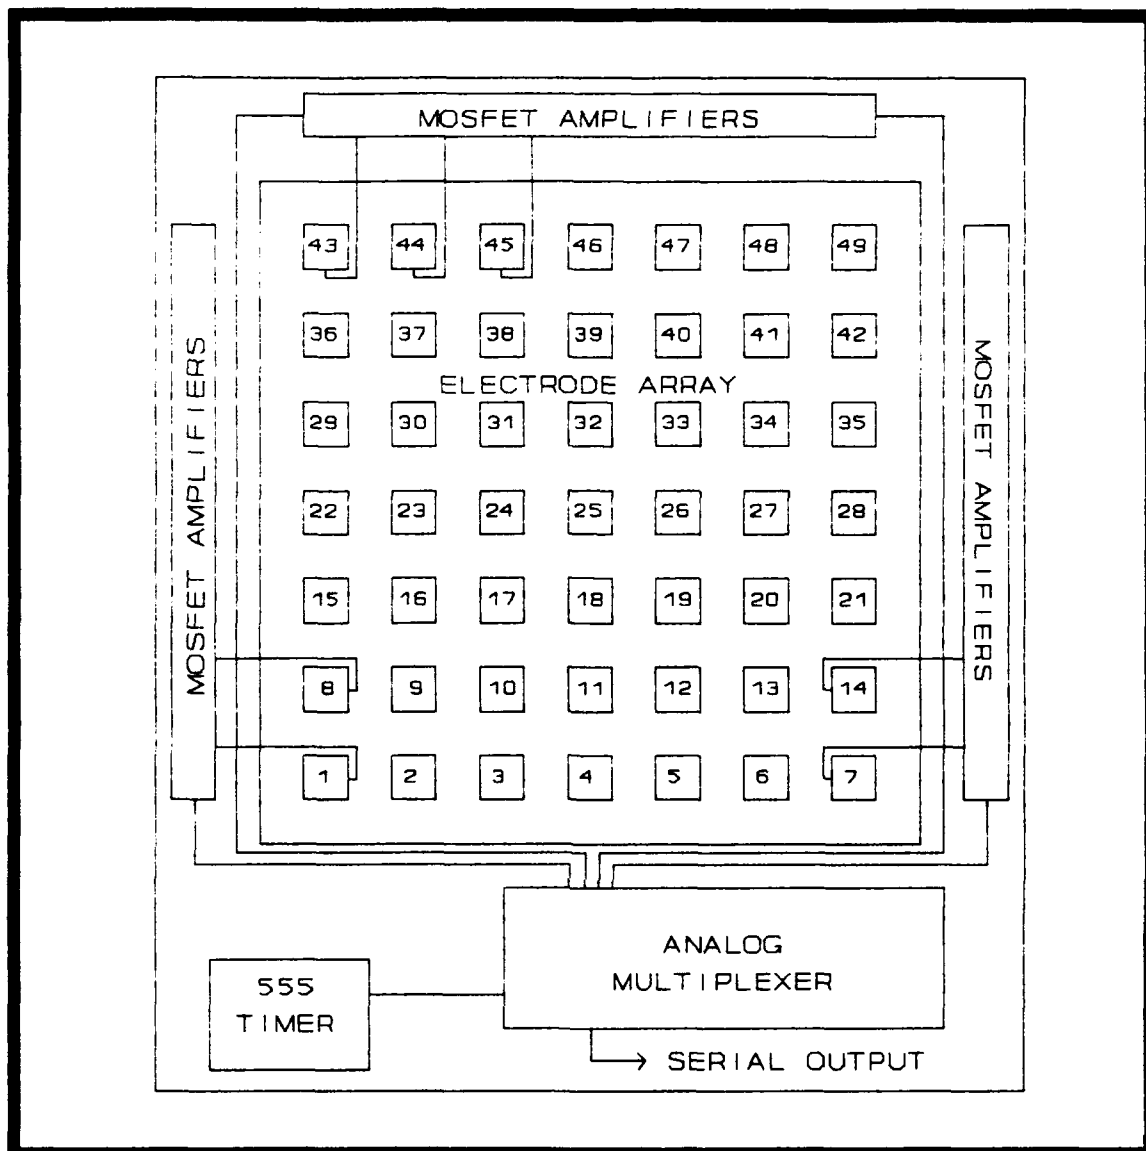 MOSFET AMPLIFIERS
43 44 45 46 47 48 49
36 37 38 39 40 41 42
ELECTRODE ARRAY
29 30 31 32 33 34 35
22 23 24 25 26 27 28
15 16 17 18 19 20 21
8 9 10 11 12 13 14
1 2 3 4 5 6 7
MOSFET AMPLIFIERS
MOSFET AMPLIFIERS
ANALOG
MULTIPLEXER
555
TIMER
SERIAL OUTPUT